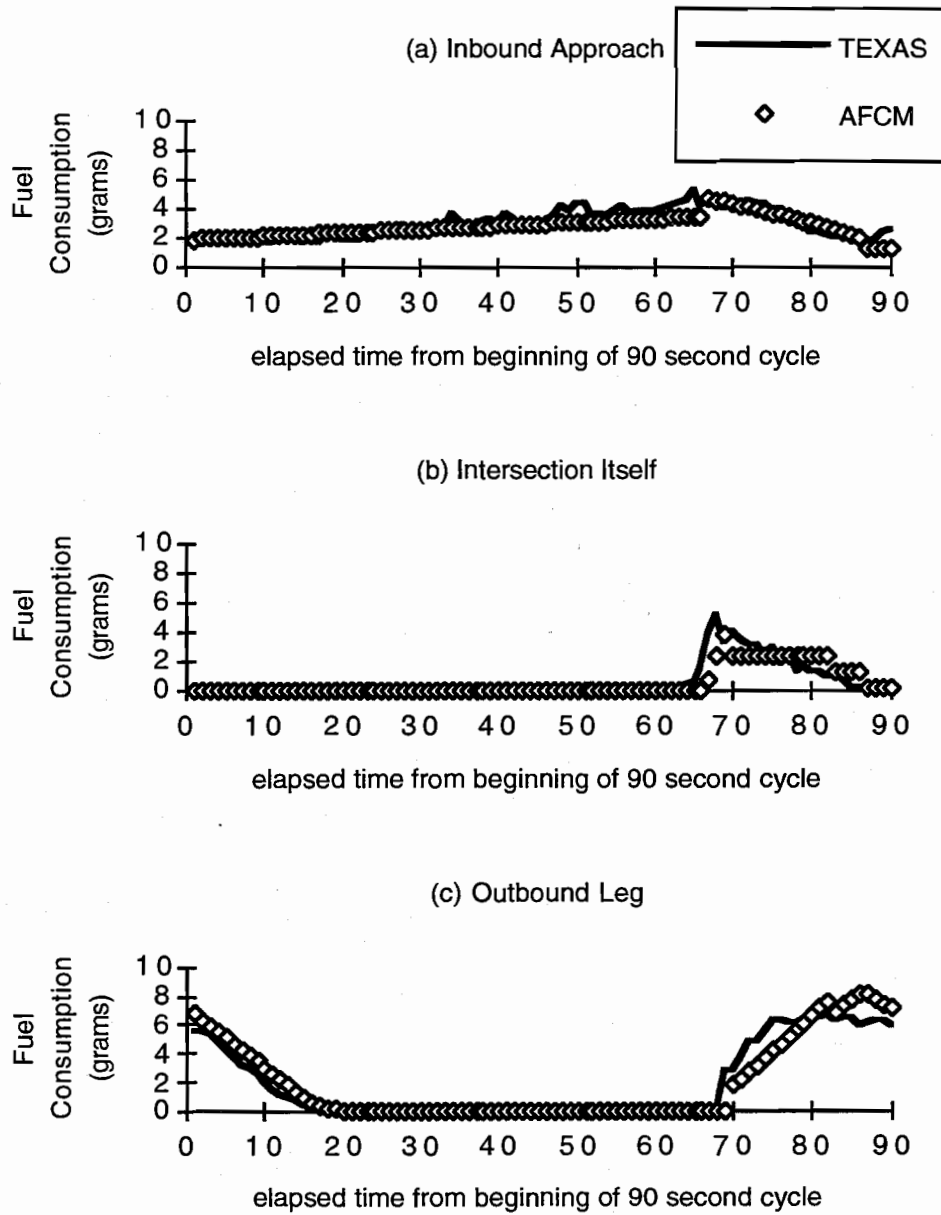 (a) Inbound Approach
TEXAS
AFCM
Fuel
Consumption
(grams)
10
8
6
4
2
0
0 10 20 30 40 50 60 70 80 90
elapsed time from beginning of 90 second cycle
(b) Intersection Itself
Fuel
Consumption
(grams)
10
8
6
4
2
0
0 10 20 30 40 50 60 70 80 90
elapsed time from beginning of 90 second cycle
(c) Outbound Leg
Fuel
Consumption
(grams)
10
8
6
4
2
0
0 10 20 30 40 50 60 70 80 90
elapsed time from beginning of 90 second cycle